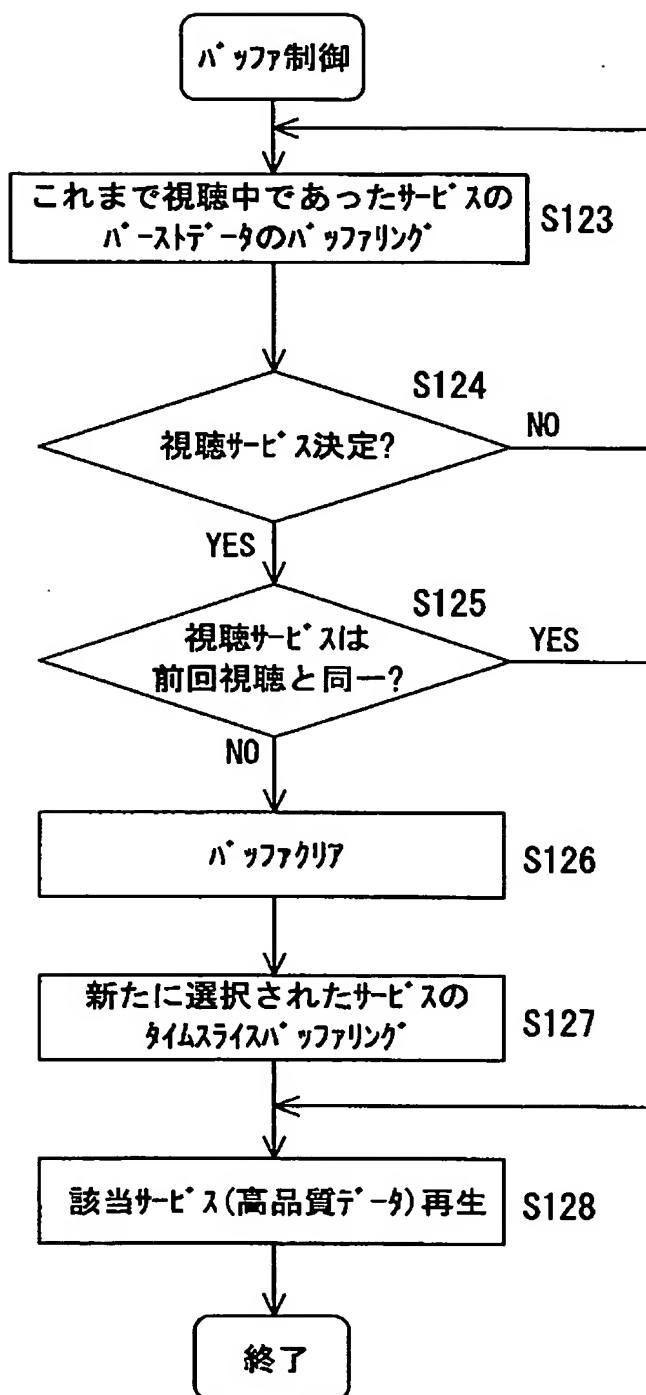 バッファ制御
これまで視聴中であったサービスの
バーストデータのバッファリング
S123
S124
視聴サービス決定?
NO
YES
S125
視聴サービスは
前回視聴と同一?
YES
NO
バッファクリア
S126
新たに選択されたサービスの
タイムスライスバッファリング
S127
該当サービス(高品質データ)再生
S128
終了